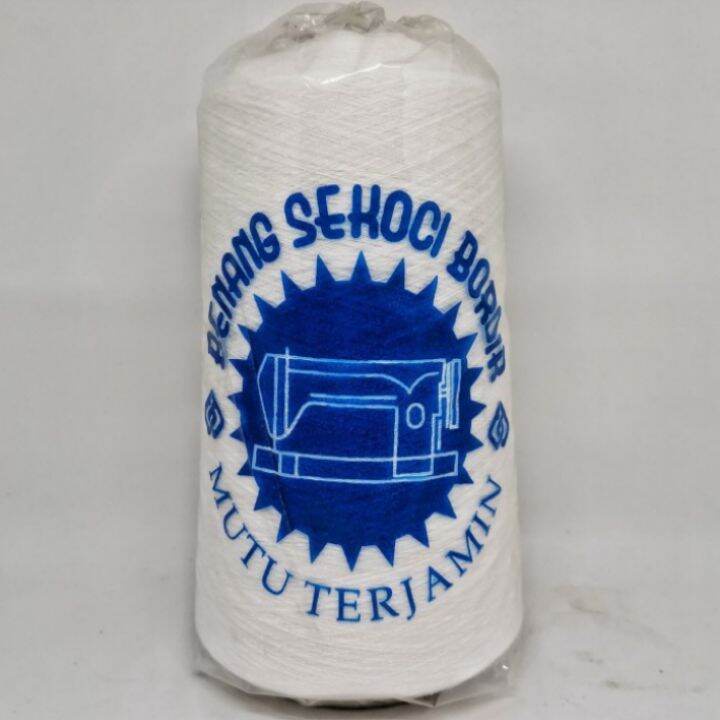 BENANG SEKOCI BORDIR
MUTU TERJAMIN